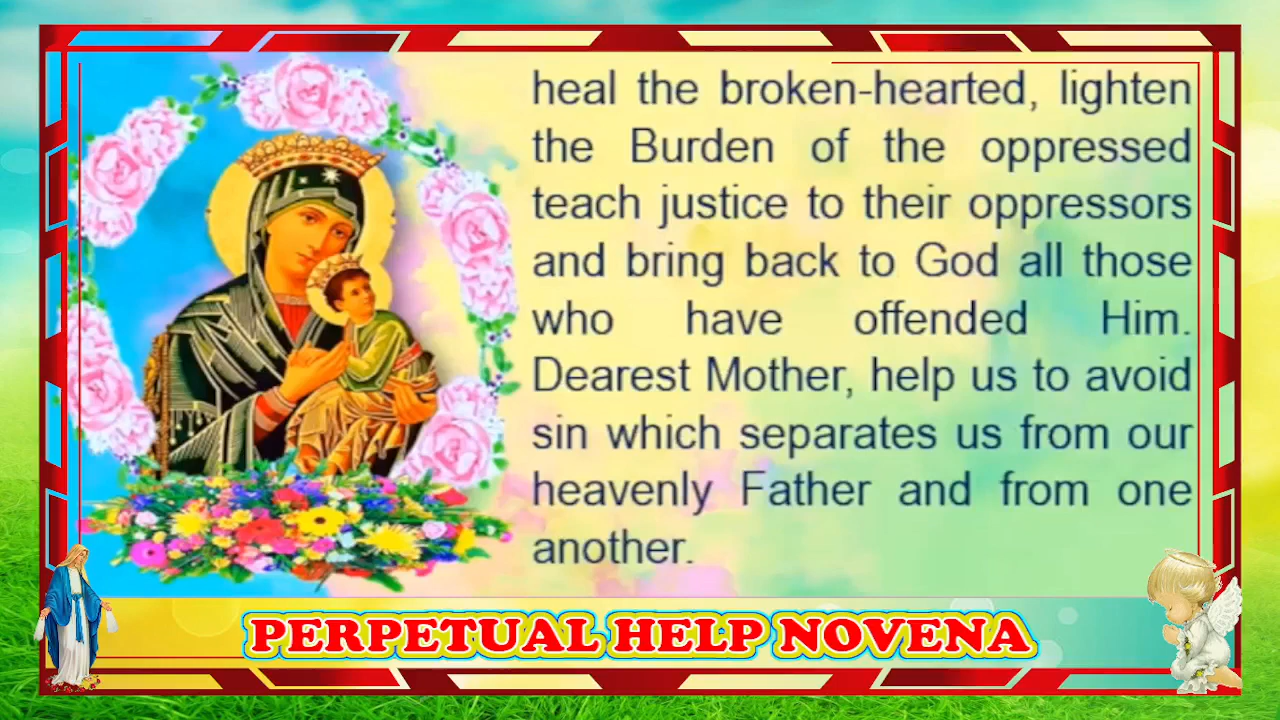 heal the broken-hearted, lighten
the Burden of the oppressed
teach justice to their oppressors
and bring back to God all those
who have offended Him.
Dearest Mother, help us to avoid
sin which separates us from our
heavenly Father and from one
another.
PERPETUAL HELP NOVENA